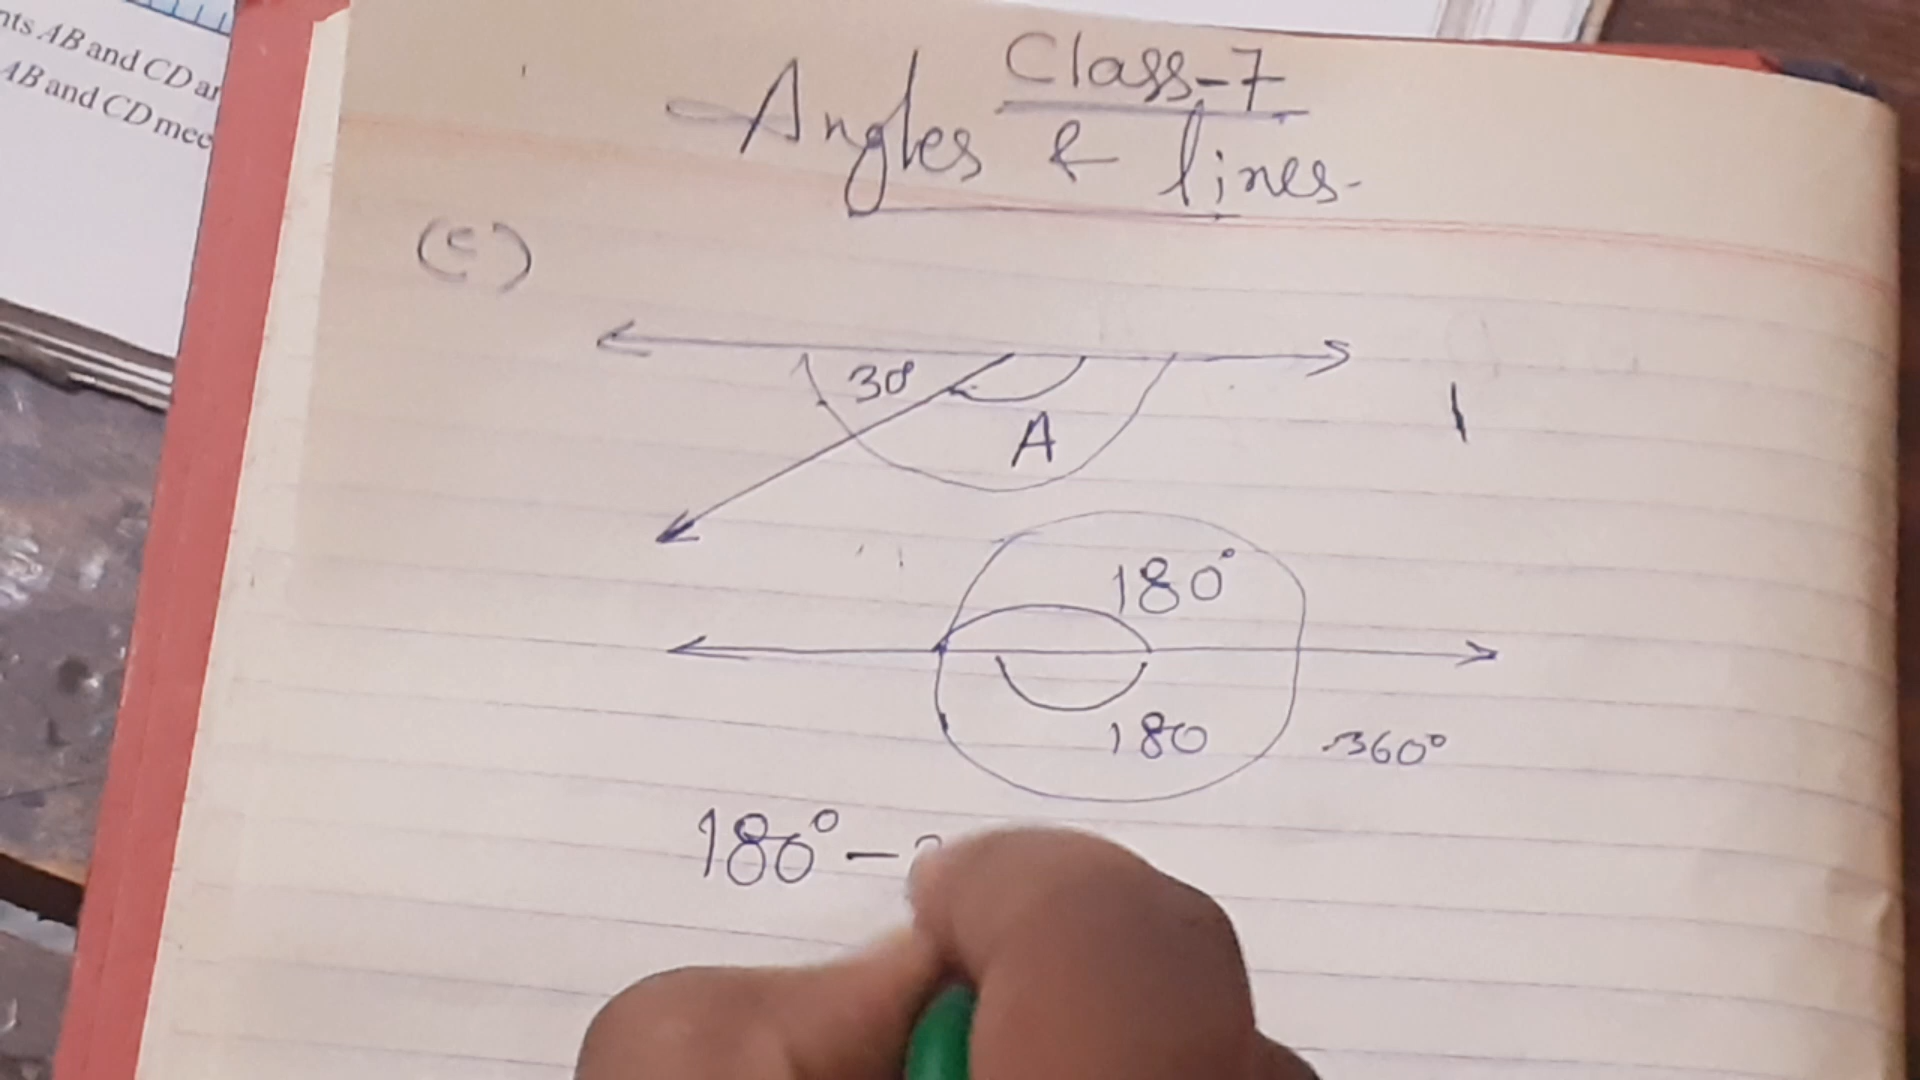 nts AB and CD ar
AB and CD mee
Class-7
Angles & lines.
(c)
30°
A
180°
180
360°
180° -